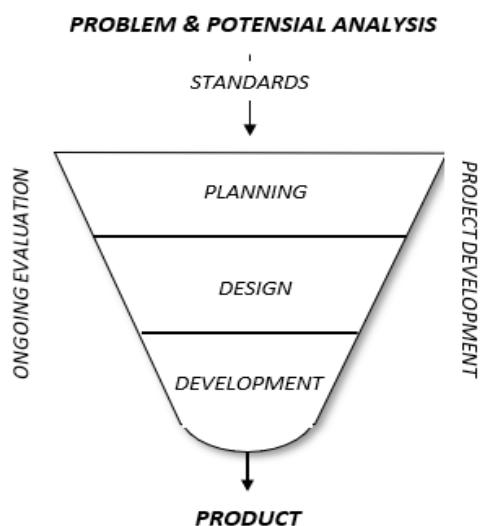 PROBLEM & POTENSIAL ANALYSIS
STANDARDS
PLANNING
DESIGN
DEVELOPMENT
ONGOING EVALUATION
PROJECT DEVELOPMENT
PRODUCT